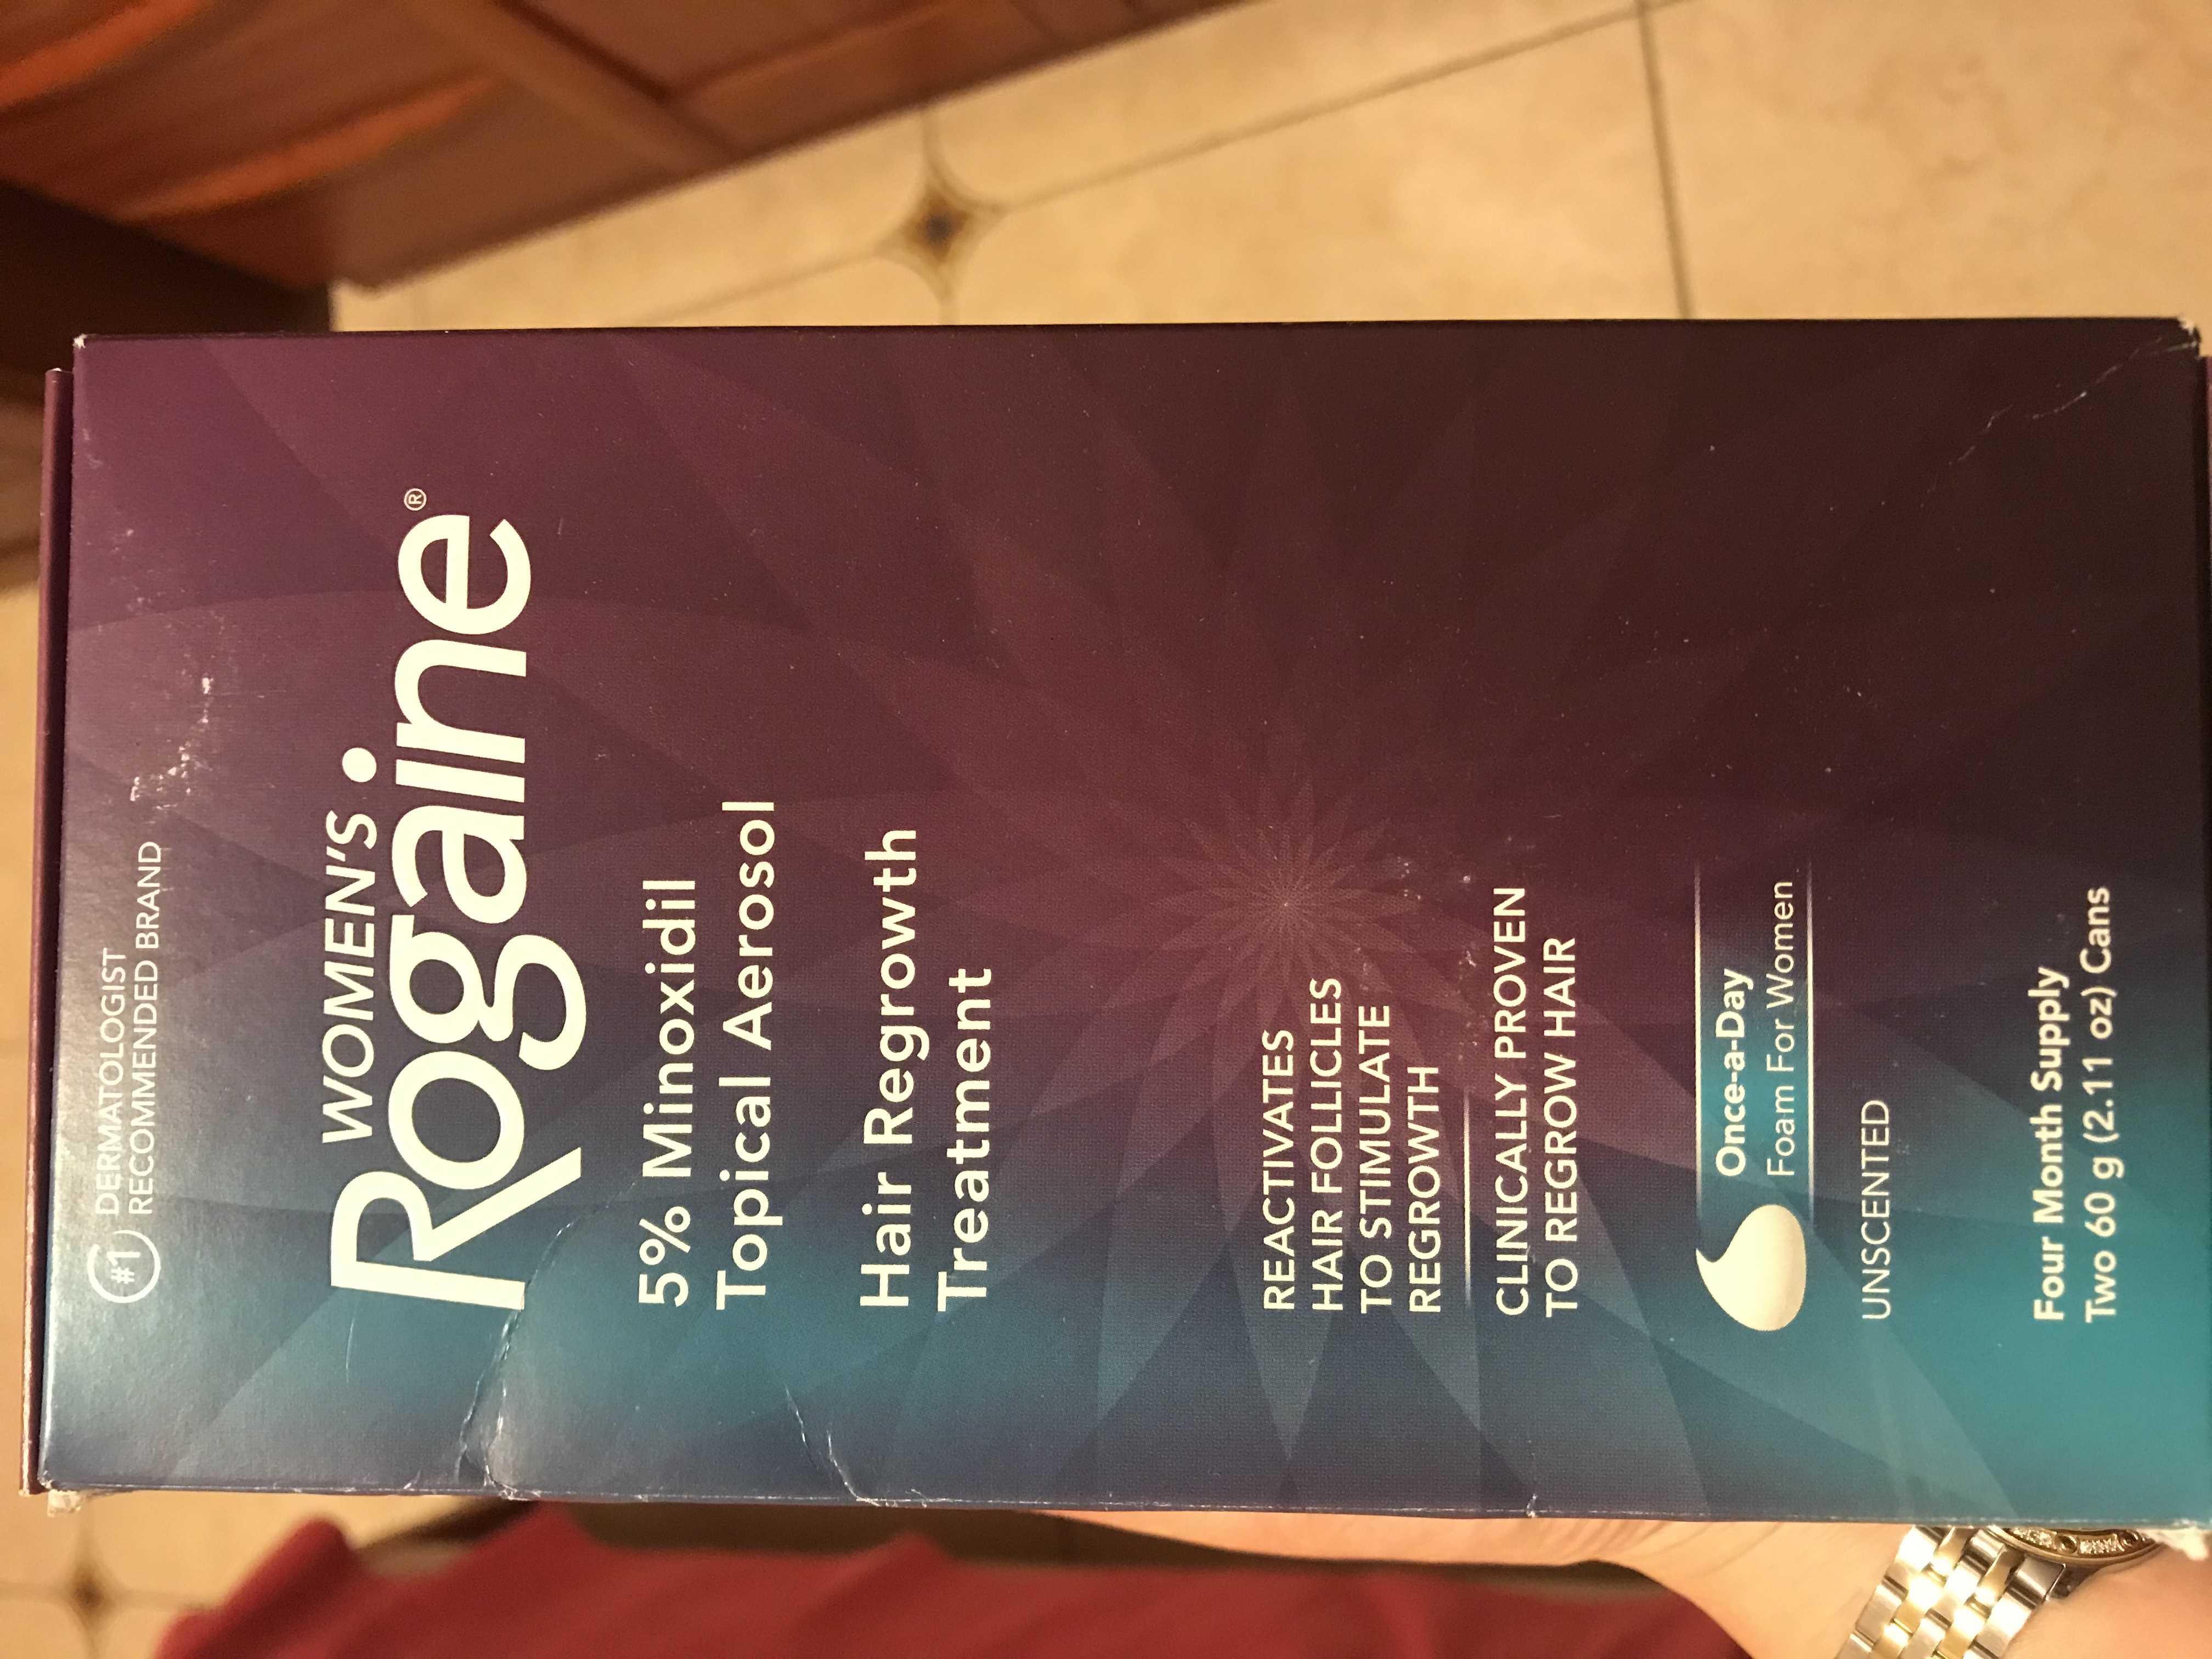 #1 DERMATOLOGIST
RECOMMENDED BRAND
WOMEN'S
Rogaine®
5% Minoxidil
Topical Aerosol
Hair Regrowth
Treatment
REACTIVATES
HAIR FOLLICLES
TO STIMULATE
REGROWTH
CLINICALLY PROVEN
TO REGROW HAIR
Once-a-Day
Foam For Women
UNSCENTED
Four Month Supply
Two 60 g (2.11 oz) Cans